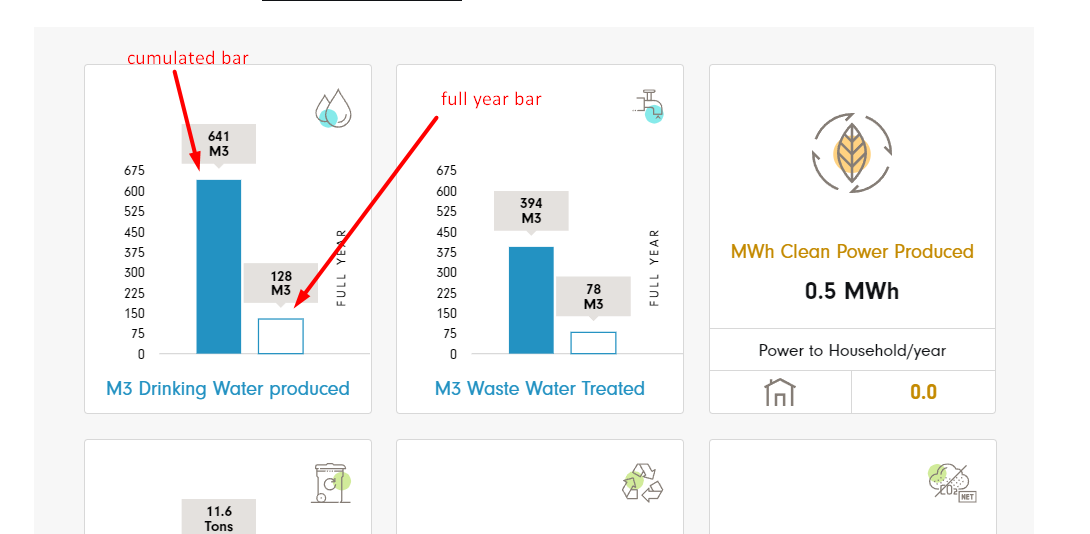 cumulated bar
full year bar
641
M3
675
600
525
450
375
300
225
150
75
0
128
M3
FULL YEAR
M3 Drinking Water produced
675
600
525
450
375
300
225
150
75
0
394
M3
78
M3
FULL YEAR
M3 Waste Water Treated
MWh Clean Power Produced
0.5 MWh
Power to Household/year
0.0
11.6
Tons
CO2
NET